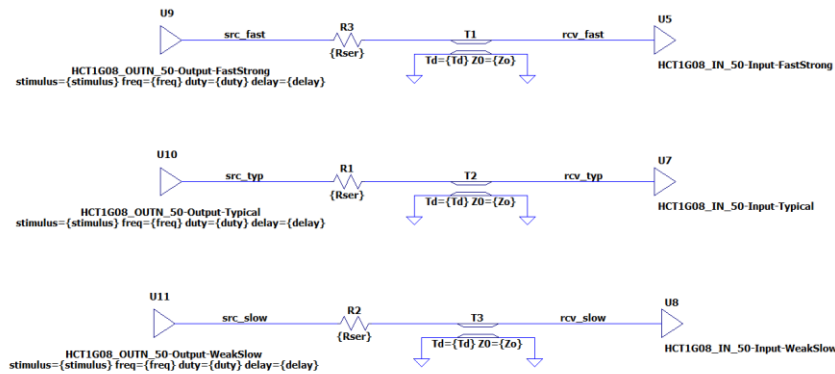 U9
src_fast
R3
T1
rcv_fast
U5
{Rser}
Td={Td} Z0={Zo}
HCT1G08_OUTN_50-Output-FastStrong
HCT1G08_IN_50-Input-FastStrong
stimulus={stimulus} freq={freq} duty={duty} delay={delay}
U10
src_typ
R1
T2
rcv_typ
U7
{Rser}
Td={Td} Z0={Zo}
HCT1G08_OUTN_50-Output-Typical
HCT1G08_IN_50-Input-Typical
stimulus={stimulus} freq={freq} duty={duty} delay={delay}
U11
src_slow
R2
T3
rcv_slow
U8
{Rser}
Td={Td} Z0={Zo}
HCT1G08_OUTN_50-Output-WeakSlow
HCT1G08_IN_50-Input-WeakSlow
stimulus={stimulus} freq={freq} duty={duty} delay={delay}